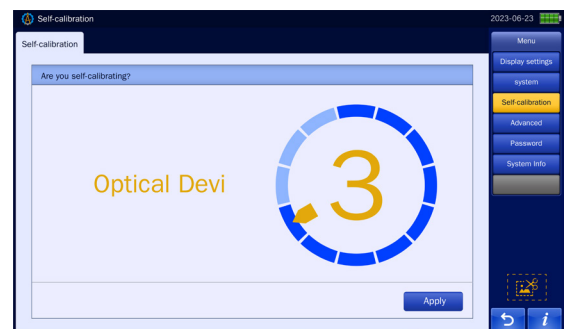 Self-calibration
2023-06-23
Self-calibration
Are you self-calibrating?
Optical Devi
3
Apply
Menu
Display settings
system
Self-calibration
Advanced
Password
System Info
i